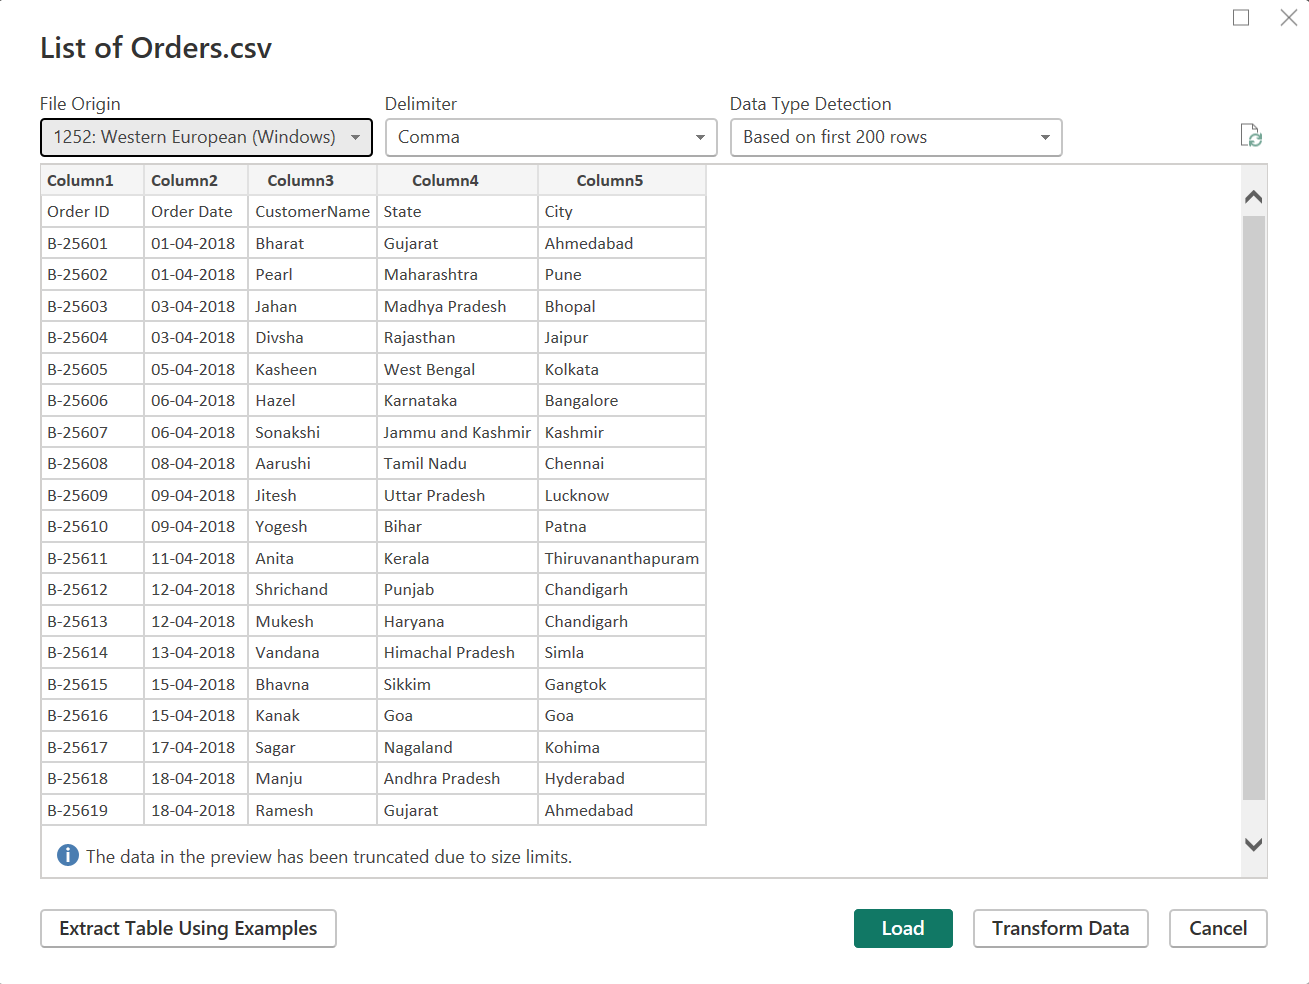 List of Orders.csv
File Origin Delimiter Data Type Detection
1252: Western European (Windows) Comma Based on first 200 rows
Column1 Column2 Column3 Column4 Column5
Order ID Order Date CustomerName State City
B-25601 01-04-2018 Bharat Gujarat Ahmedabad
B-25602 01-04-2018 Pearl Maharashtra Pune
B-25603 03-04-2018 Jahan Madhya Pradesh Bhopal
B-25604 03-04-2018 Divsha Rajasthan Jaipur
B-25605 05-04-2018 Kasheen West Bengal Kolkata
B-25606 06-04-2018 Hazel Karnataka Bangalore
B-25607 06-04-2018 Sonakshi Jammu and Kashmir Kashmir
B-25608 08-04-2018 Aarushi Tamil Nadu Chennai
B-25609 09-04-2018 Jitesh Uttar Pradesh Lucknow
B-25610 09-04-2018 Yogesh Bihar Patna
B-25611 11-04-2018 Anita Kerala Thiruvananthapuram
B-25612 12-04-2018 Shrichand Punjab Chandigarh
B-25613 12-04-2018 Mukesh Haryana Chandigarh
B-25614 13-04-2018 Vandana Himachal Pradesh Simla
B-25615 15-04-2018 Bhavna Sikkim Gangtok
B-25616 15-04-2018 Kanak Goa Goa
B-25617 17-04-2018 Sagar Nagaland Kohima
B-25618 18-04-2018 Manju Andhra Pradesh Hyderabad
B-25619 18-04-2018 Ramesh Gujarat Ahmedabad
The data in the preview has been truncated due to size limits.
Extract Table Using Examples Load Transform Data Cancel